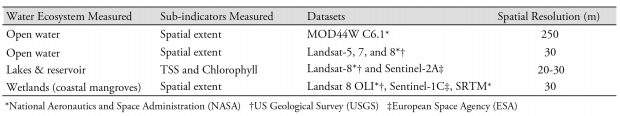 Water Ecosystem Measured Sub-indicators Measured Datasets Spatial Resolution (m)
Open water Spatial extent MOD44W C6.1* 250
Open water Spatial extent Landsat-5, 7, and 8*† 30
Lakes & reservoir TSS and Chlorophyll Landsat-8*† and Sentinel-2A‡ 20-30
Wetlands (coastal mangroves) Spatial extent Landsat 8 OLI*†, Sentinel-1C‡, SRTM* 30
*National Aeronautics and Space Administration (NASA) †US Geological Survey (USGS) ‡European Space Agency (ESA)